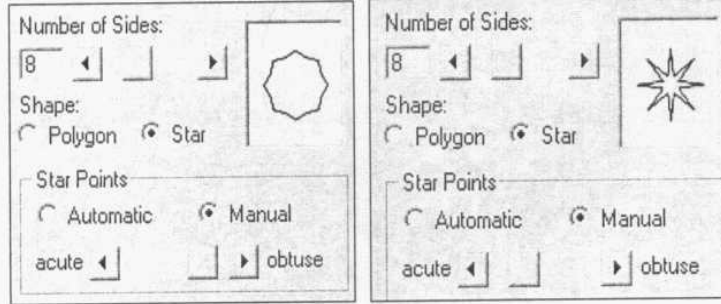 Number of Sides:
8
Shape:
Polygon Star
Star Points
Automatic Manual
acute obtuse
Number of Sides:
8
Shape:
Polygon Star
Star Points
Automatic Manual
acute obtuse